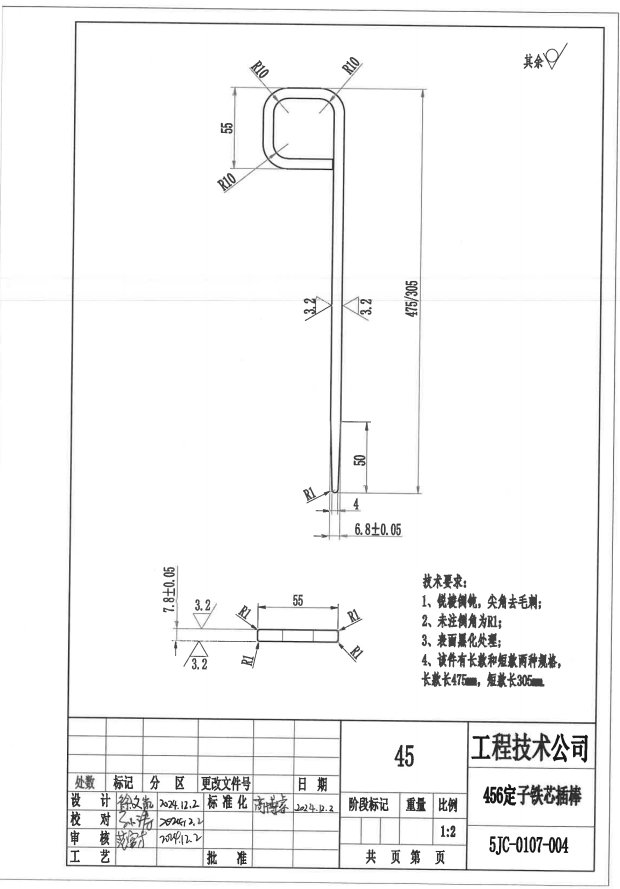 其余
R10
R10
55
R10
475/305
3.2
3.2
50
R1
4
6.8±0.05
7.8±0.05
3.2
3.2
55
R1
R1
R1
R1
技术要求：
1、锐棱倒钝，尖角去毛刺；
2、未注倒角为R1；
3、表面黑化处理；
4、该件有长款和短款两种规格，
长款长475mm，短款长305mm.
45
工程技术公司
处数 标记 分 区 更改文件号 日 期
456定子铁芯插棒
设 计 2024.12.2 标 准 化 2024.12.2
阶段标记 重量 比例
校 对 2024.12.2
1:2
5JC-0107-004
审 核 2024.12.2
工 艺 批 准
共 页 第 页